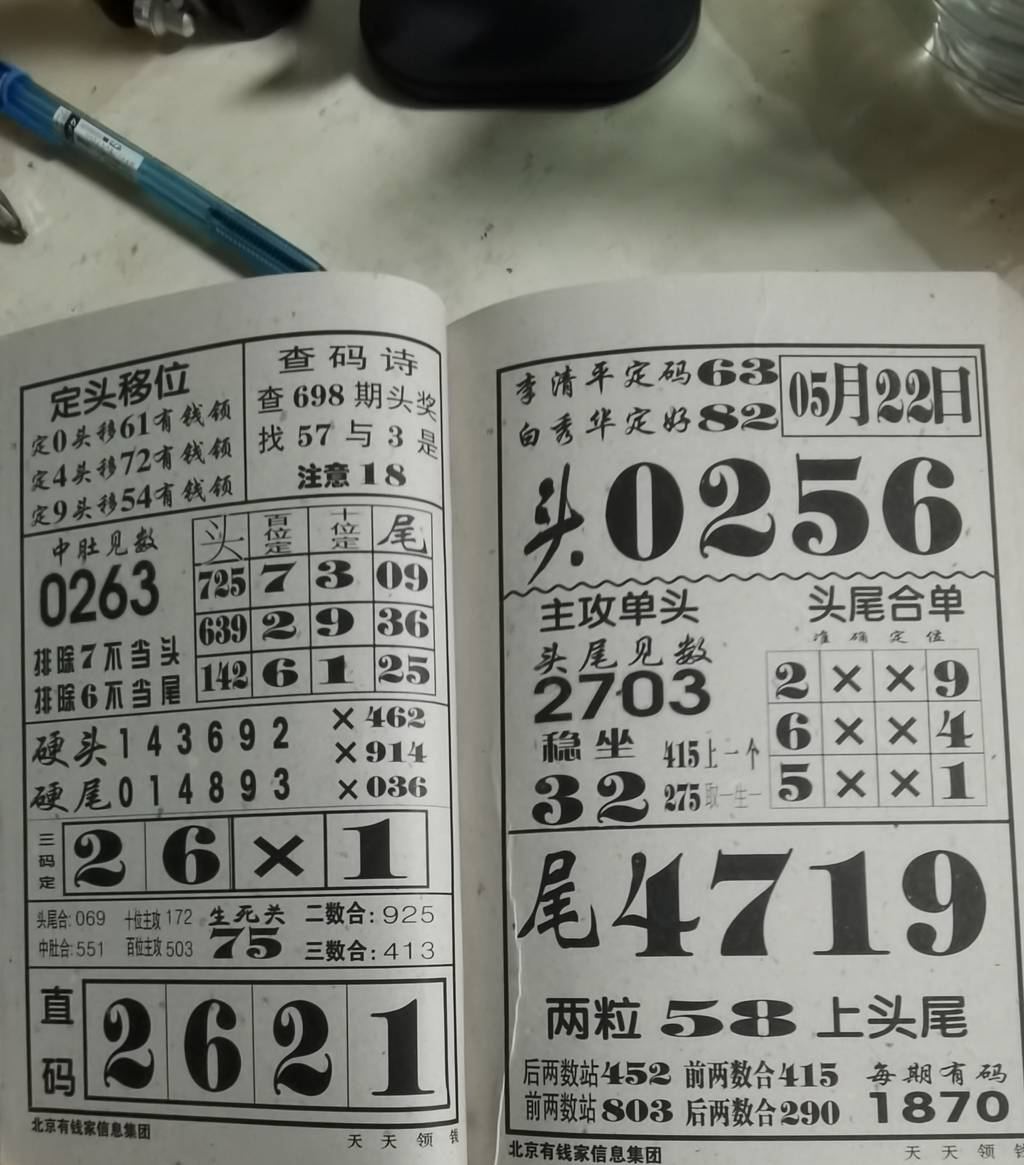 定头移位
定0头移61有钱领
定4头移72有钱领
定9头移54有钱领
查码诗
查698期头奖
找57与3是
注意18
中肚见数
0263
排除7不当头
排除6不当尾
头 百位定 十位定 尾
725 7 3 09
639 2 9 36
142 6 1 25
硬头143692
硬尾014893
×462
×914
×036
三码定
2 6 × 1
头尾合:069 十位主攻172
中肚合:551 百位主攻503
生死关
75
二数合:925
三数合:413
直码
2 6 2 1
北京有钱家信息集团
天天领
李清平定码63
白秀华定好82
05月22日
头.0256
主攻单头
头尾见数
2703
稳坐
32
415上一个
275取一生一
头尾合单
准确定位
2 × × 9
6 × × 4
5 × × 1
尾4719
两粒58上头尾
后两数站452 前两数合415
前两数站803 后两数合290
每期有码
1870
北京有钱家信息集团
天天领